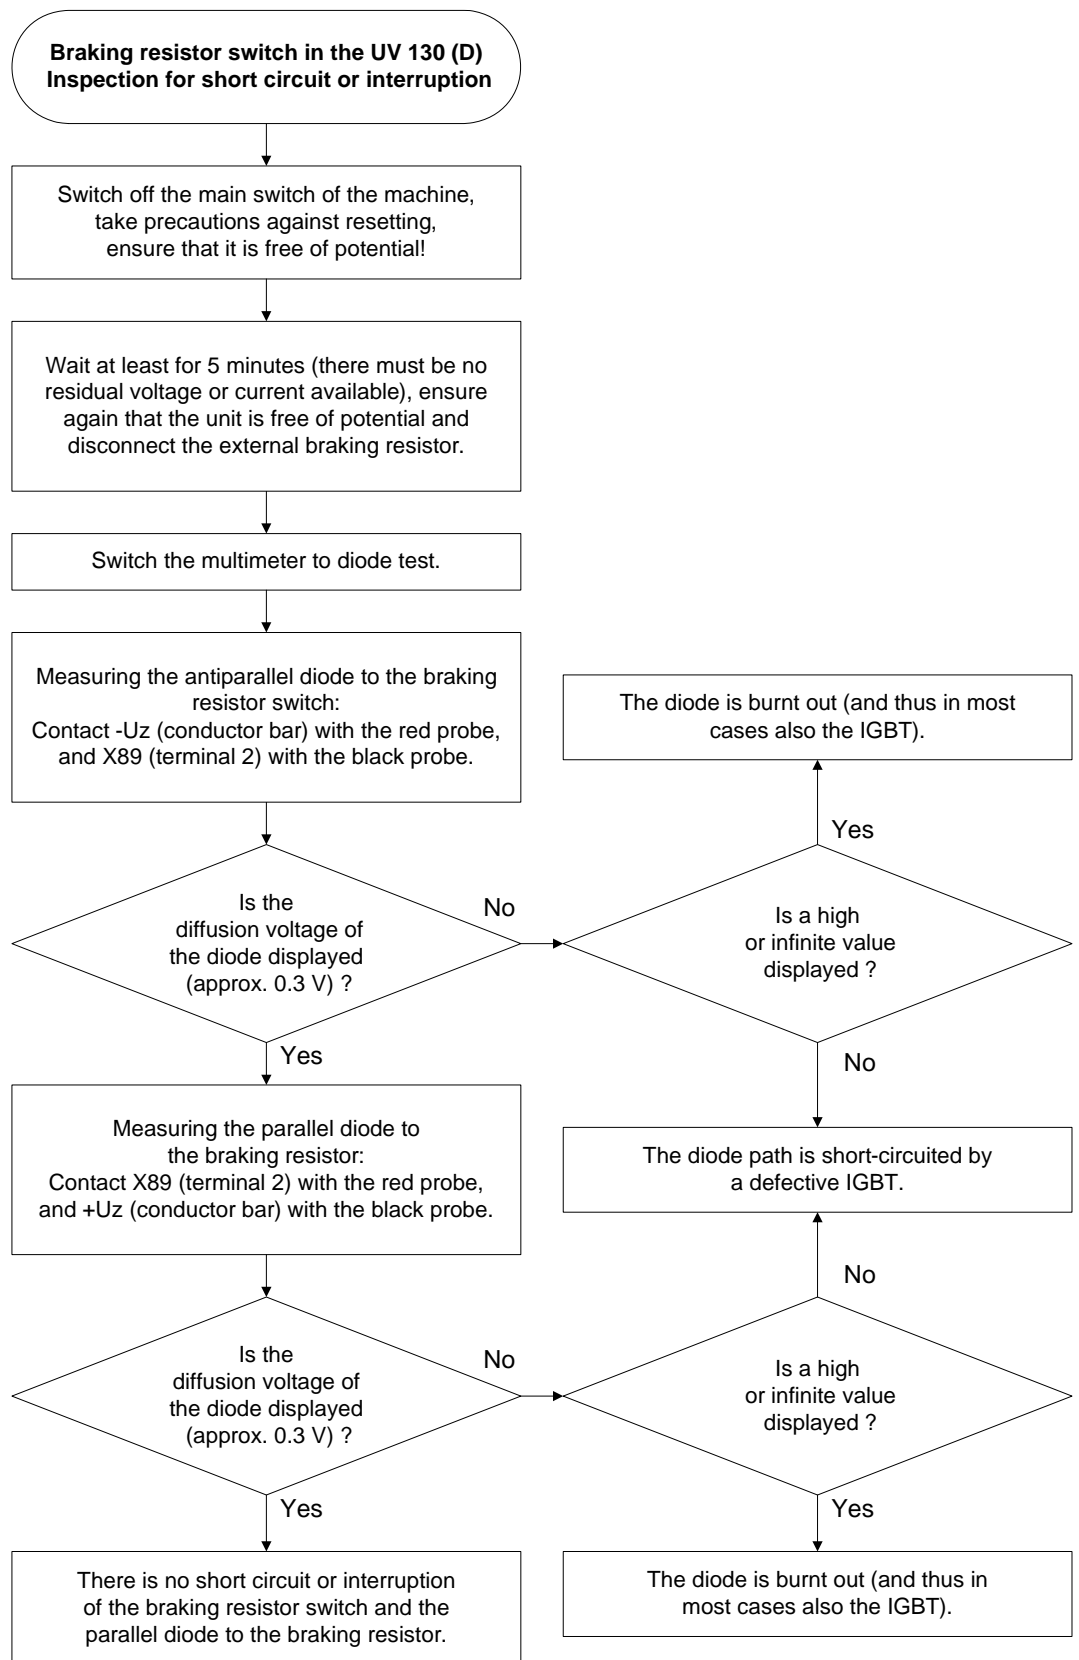 Braking resistor switch in the UV 130 (D)
Inspection for short circuit or interruption
Switch off the main switch of the machine,
take precautions against resetting,
ensure that it is free of potential!
Wait at least for 5 minutes (there must be no
residual voltage or current available), ensure
again that the unit is free of potential and
disconnect the external braking resistor.
Switch the multimeter to diode test.
Measuring the antiparallel diode to the braking
resistor switch:
Contact -Uz (conductor bar) with the red probe,
and X89 (terminal 2) with the black probe.
The diode is burnt out (and thus in most
cases also the IGBT).
Yes
Is the
diffusion voltage of
the diode displayed
(approx. 0.3 V) ?
No
Is a high
or infinite value
displayed ?
Yes
No
Measuring the parallel diode to
the braking resistor:
Contact X89 (terminal 2) with the red probe,
and +Uz (conductor bar) with the black probe.
The diode path is short-circuited by
a defective IGBT.
No
Is the
diffusion voltage of
the diode displayed
(approx. 0.3 V) ?
No
Is a high
or infinite value
displayed ?
Yes
Yes
There is no short circuit or interruption
of the braking resistor switch and the
parallel diode to the braking resistor.
The diode is burnt out (and thus in
most cases also the IGBT).